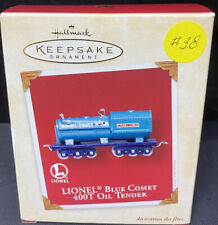 Hallmark
KEEPSAKE
ORNAMENT
#38
LIONEL
LIONEL® BLUE COMET
400T OIL TENDER
décoration des fêtes